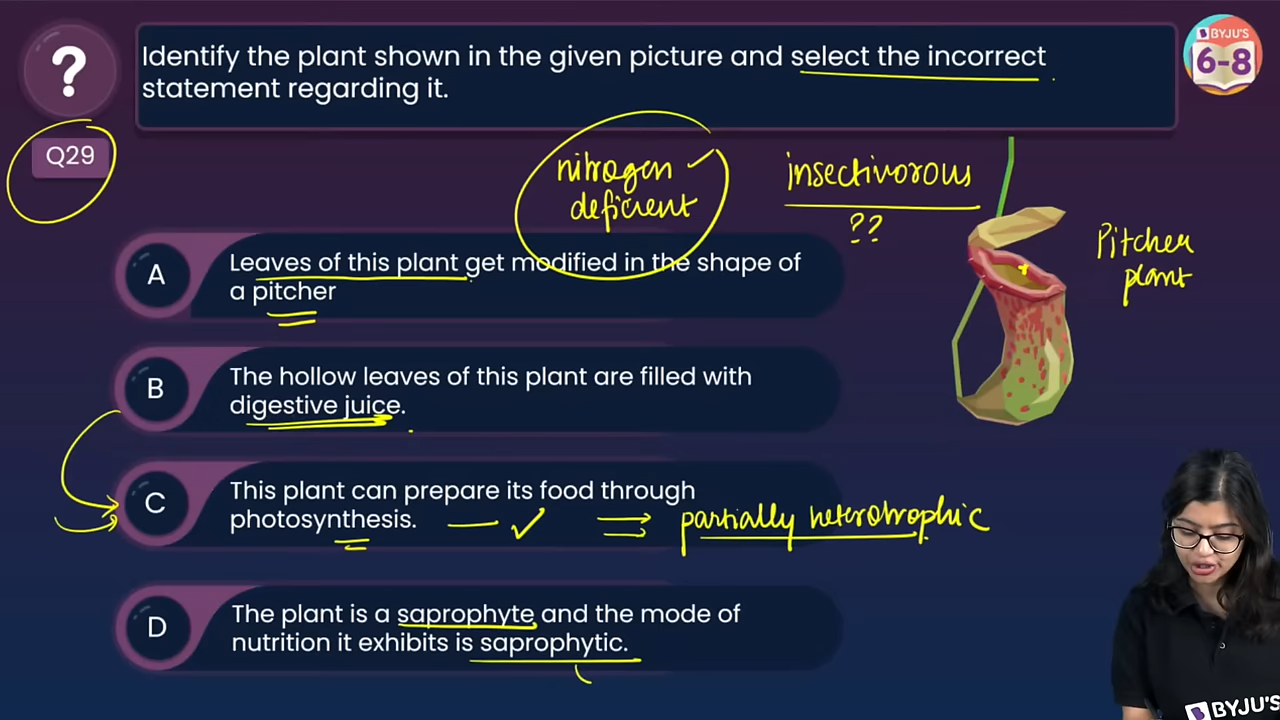 ?
Identify the plant shown in the given picture and select the incorrect
statement regarding it.
BYJU'S
6-8
Q29
nitrogen
deficient
insectivorous
??
Pitcher
plant
A
Leaves of this plant get modified in the shape of
a pitcher
B
The hollow leaves of this plant are filled with
digestive juice.
C
This plant can prepare its food through
photosynthesis.
partially heterotrophic
D
The plant is a saprophyte and the mode of
nutrition it exhibits is saprophytic.
BYJU'S